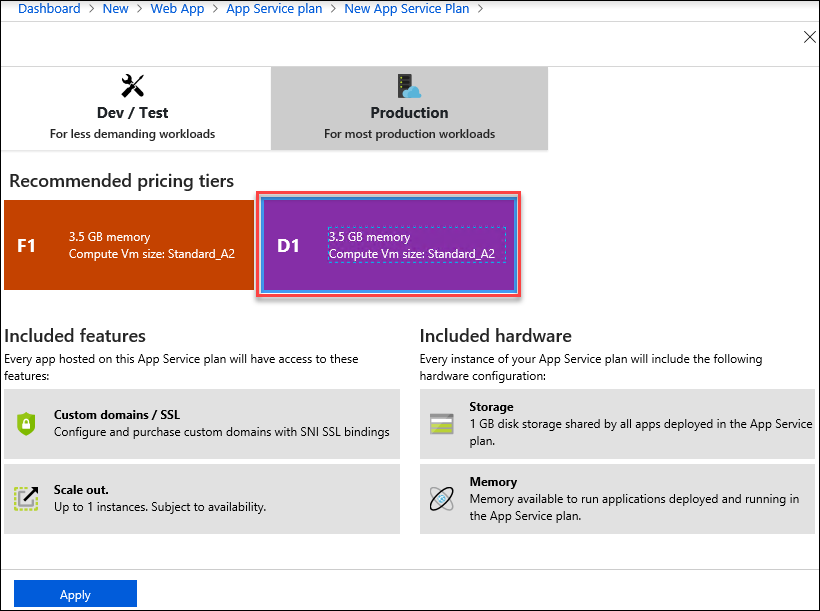 Dashboard > New > Web App > App Service plan > New App Service Plan >
Dev / Test
For less demanding workloads
Production
For most production workloads
Recommended pricing tiers
F1
3.5 GB memory
Compute Vm size: Standard_A2
D1
3.5 GB memory
Compute Vm size: Standard_A2
Included features
Every app hosted on this App Service plan will have access to these
features:
Custom domains / SSL
Configure and purchase custom domains with SNI SSL bindings
Scale out.
Up to 1 instances. Subject to availability.
Included hardware
Every instance of your App Service plan will include the following
hardware configuration:
Storage
1 GB disk storage shared by all apps deployed in the App Service
plan.
Memory
Memory available to run applications deployed and running in
the App Service plan.
Apply